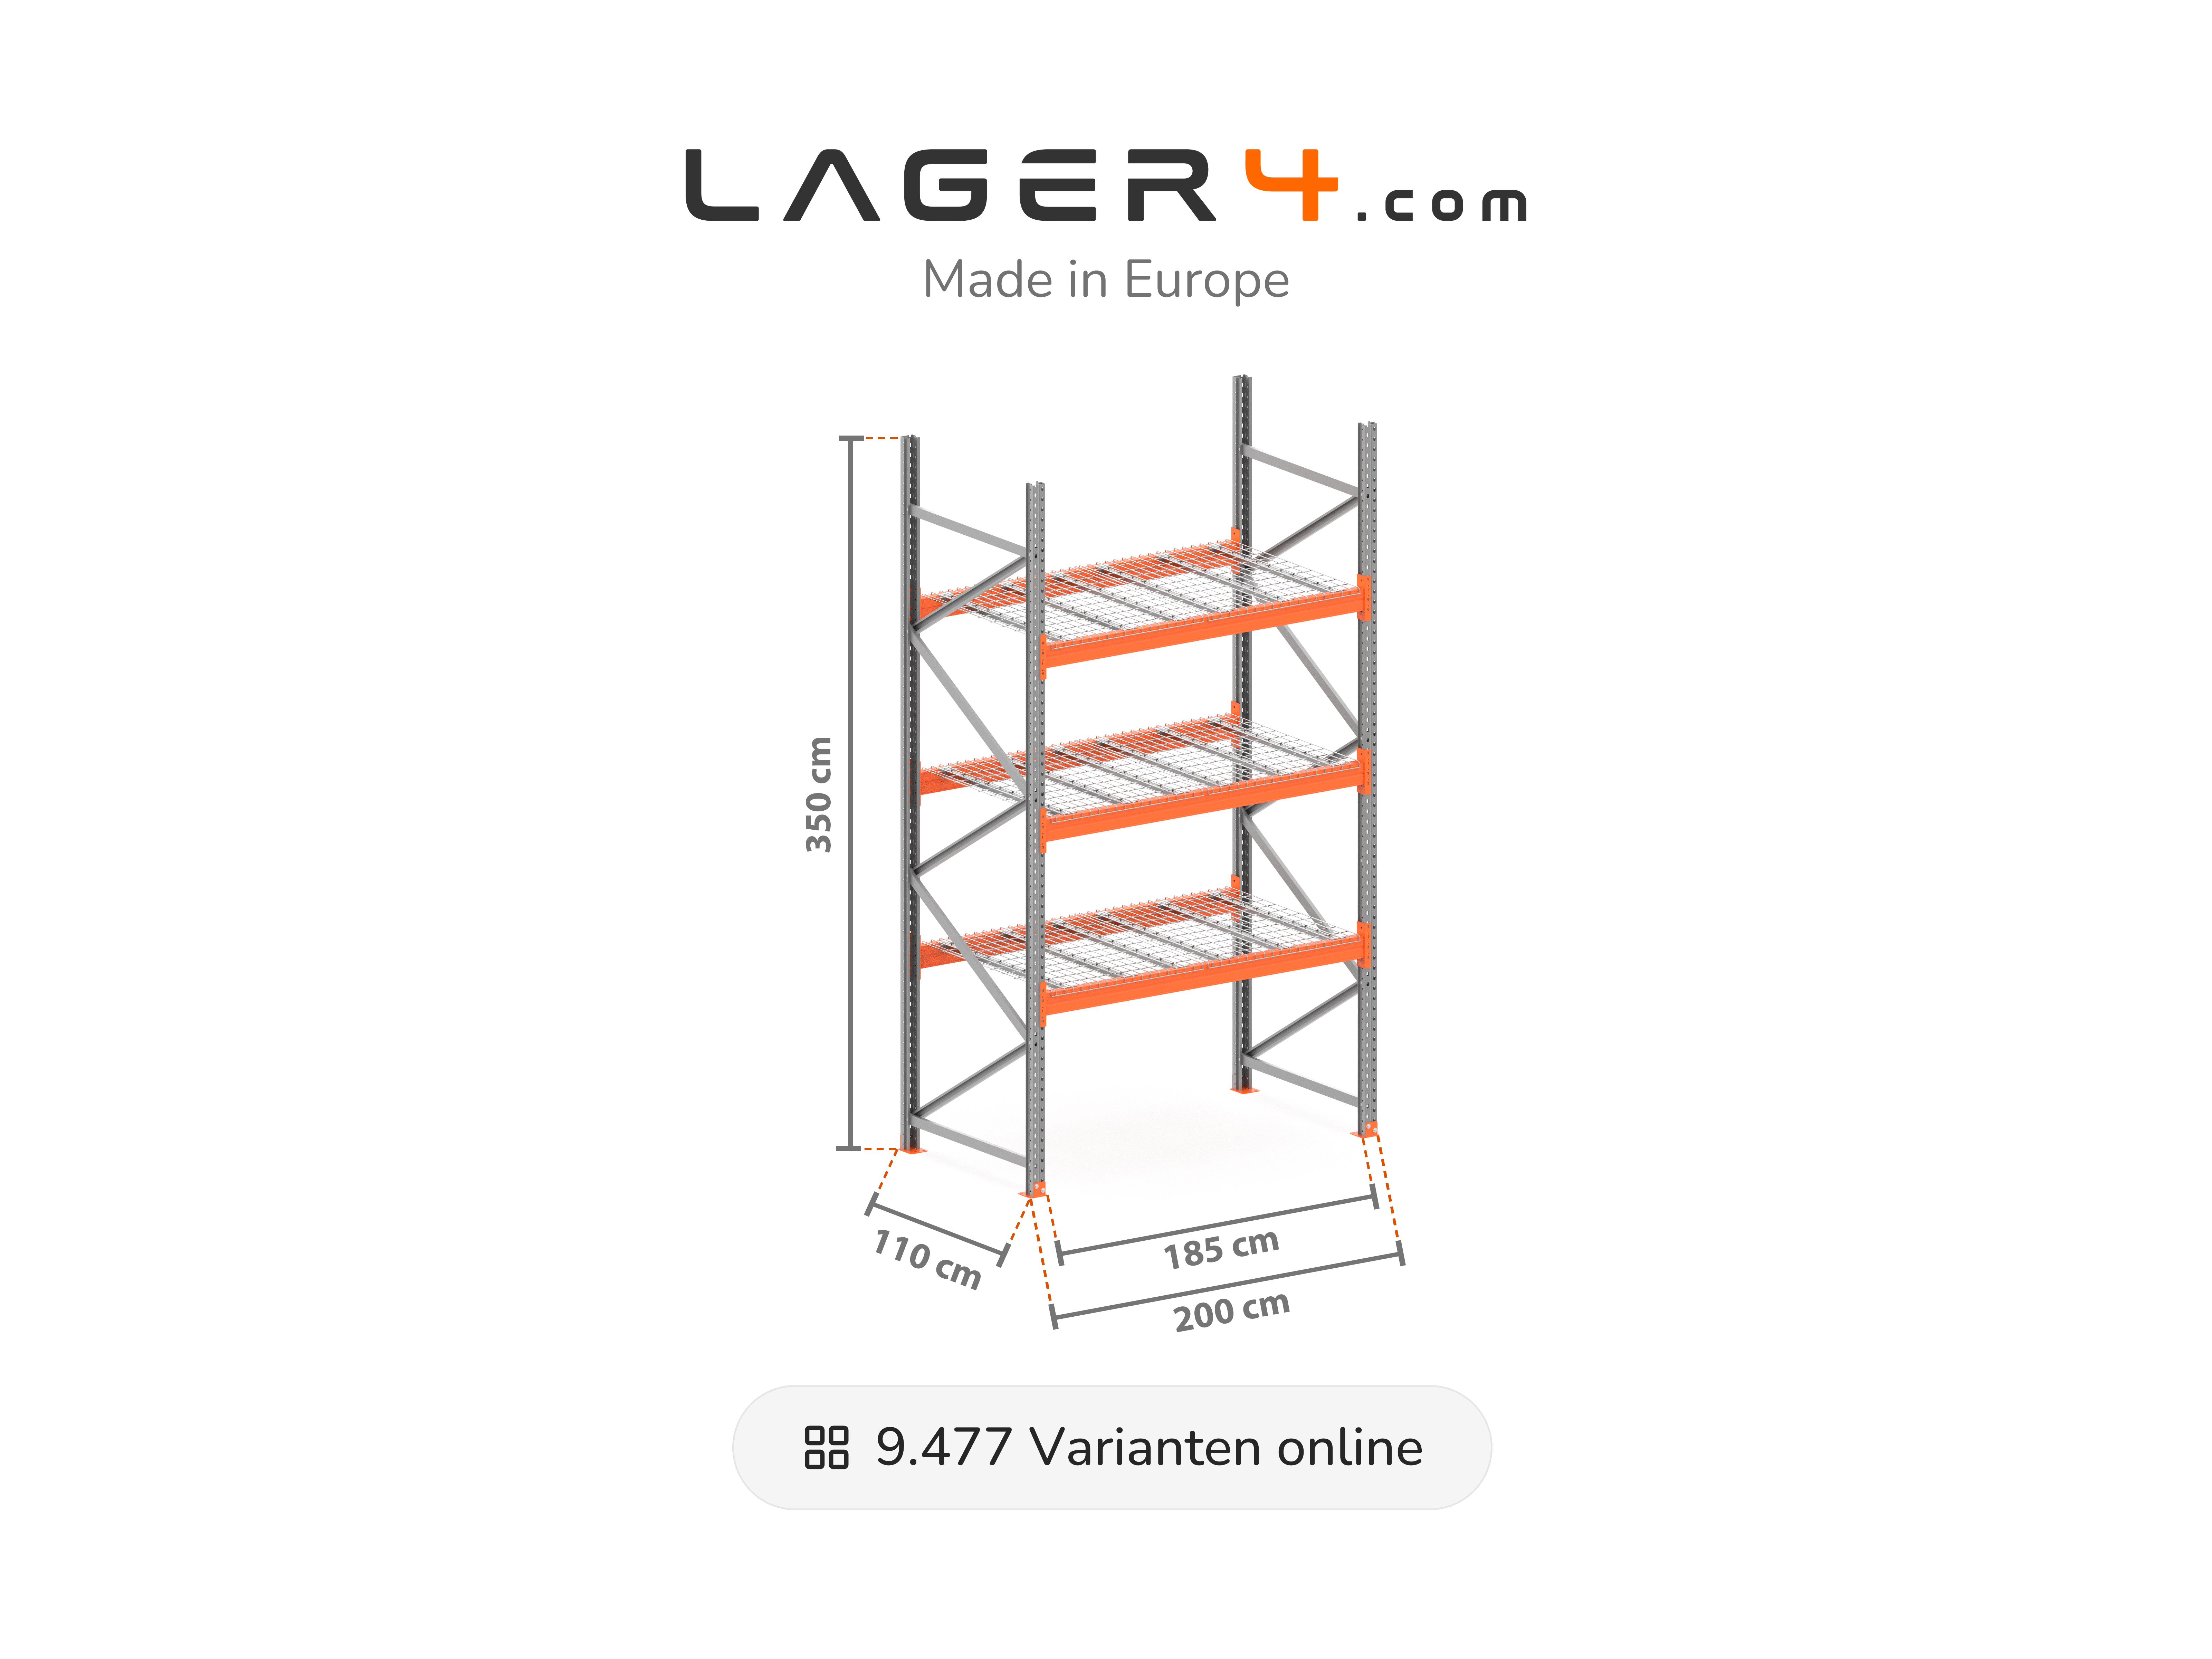 LAGER4.com
Made in Europe
350 cm
110 cm
185 cm
200 cm
9.477 Varianten online